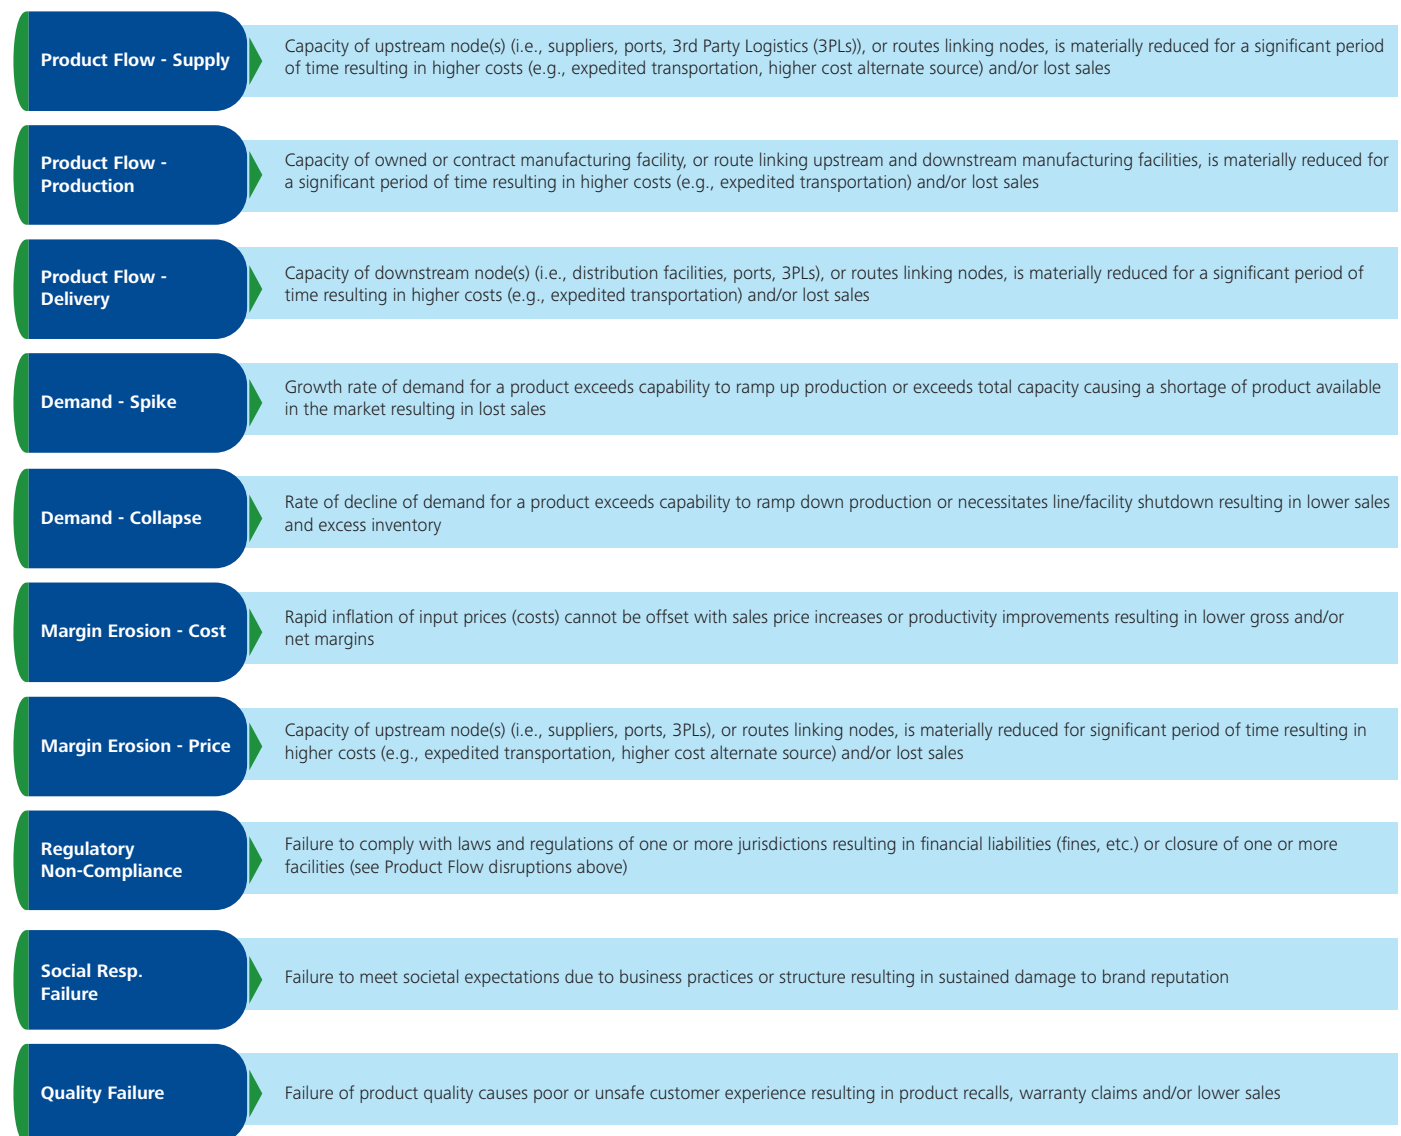 Product Flow - Supply
Capacity of upstream node(s) (i.e., suppliers, ports, 3rd Party Logistics (3PLs)), or routes linking nodes, is materially reduced for a significant period
of time resulting in higher costs (e.g., expedited transportation, higher cost alternate source) and/or lost sales
Product Flow -
Production
Capacity of owned or contract manufacturing facility, or route linking upstream and downstream manufacturing facilities, is materially reduced for
a significant period of time resulting in higher costs (e.g., expedited transportation) and/or lost sales
Product Flow -
Delivery
Capacity of downstream node(s) (i.e., distribution facilities, ports, 3PLs), or routes linking nodes, is materially reduced for a significant period of
time resulting in higher costs (e.g., expedited transportation) and/or lost sales
Demand - Spike
Growth rate of demand for a product exceeds capability to ramp up production or exceeds total capacity causing a shortage of product available
in the market resulting in lost sales
Demand - Collapse
Rate of decline of demand for a product exceeds capability to ramp down production or necessitates line/facility shutdown resulting in lower sales
and excess inventory
Margin Erosion - Cost
Rapid inflation of input prices (costs) cannot be offset with sales price increases or productivity improvements resulting in lower gross and/or
net margins
Margin Erosion - Price
Capacity of upstream node(s) (i.e., suppliers, ports, 3PLs), or routes linking nodes, is materially reduced for significant period of time resulting in
higher costs (e.g., expedited transportation, higher cost alternate source) and/or lost sales
Regulatory
Non-Compliance
Failure to comply with laws and regulations of one or more jurisdictions resulting in financial liabilities (fines, etc.) or closure of one or more
facilities (see Product Flow disruptions above)
Social Resp.
Failure
Failure to meet societal expectations due to business practices or structure resulting in sustained damage to brand reputation
Quality Failure
Failure of product quality causes poor or unsafe customer experience resulting in product recalls, warranty claims and/or lower sales